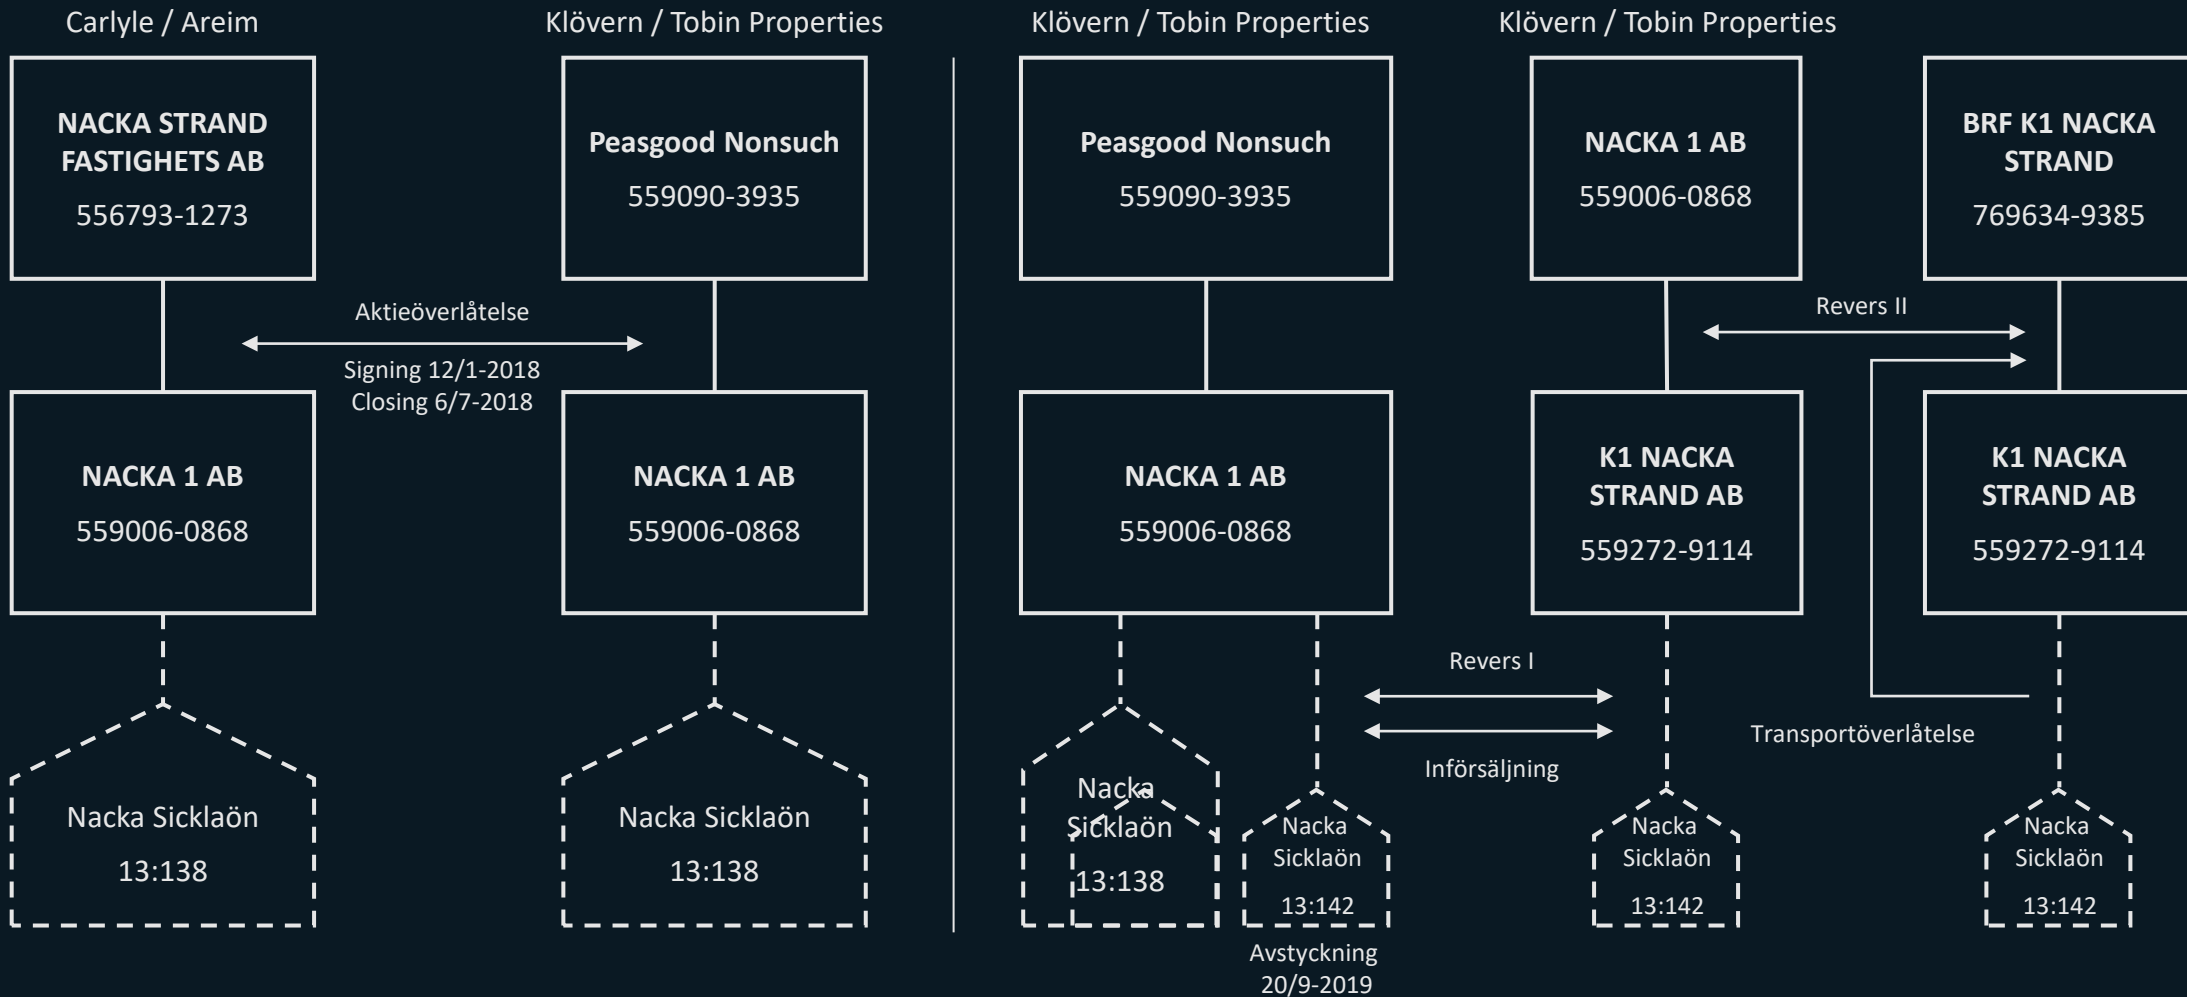 Carlyle / Areim
NACKA STRAND
FASTIGHETS AB
556793-1273
Aktieöverlåtelse
Signing 12/1-2018
Closing 6/7-2018
NACKA 1 AB
559006-0868
Nacka Sicklaön
13:138
Klövern / Tobin Properties
Peasgood Nonsuch
559090-3935
NACKA 1 AB
559006-0868
Nacka Sicklaön
13:138
Klövern / Tobin Properties
Peasgood Nonsuch
559090-3935
NACKA 1 AB
559006-0868
Nacka
Sicklaön
13:138
Nacka
Sicklaön
13:142
Avstyckning
20/9-2019
Revers I
Införsäljning
Klövern / Tobin Properties
NACKA 1 AB
559006-0868
K1 NACKA
STRAND AB
559272-9114
Nacka
Sicklaön
13:142
Revers II
Transportöverlåtelse
BRF K1 NACKA
STRAND
769634-9385
K1 NACKA
STRAND AB
559272-9114
Nacka
Sicklaön
13:142